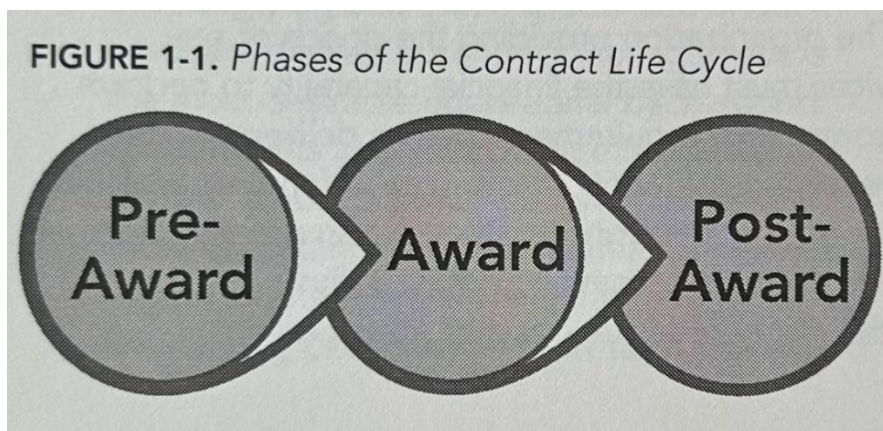 FIGURE 1-1. Phases of the Contract Life Cycle
Pre-
Award
Award
Post-
Award